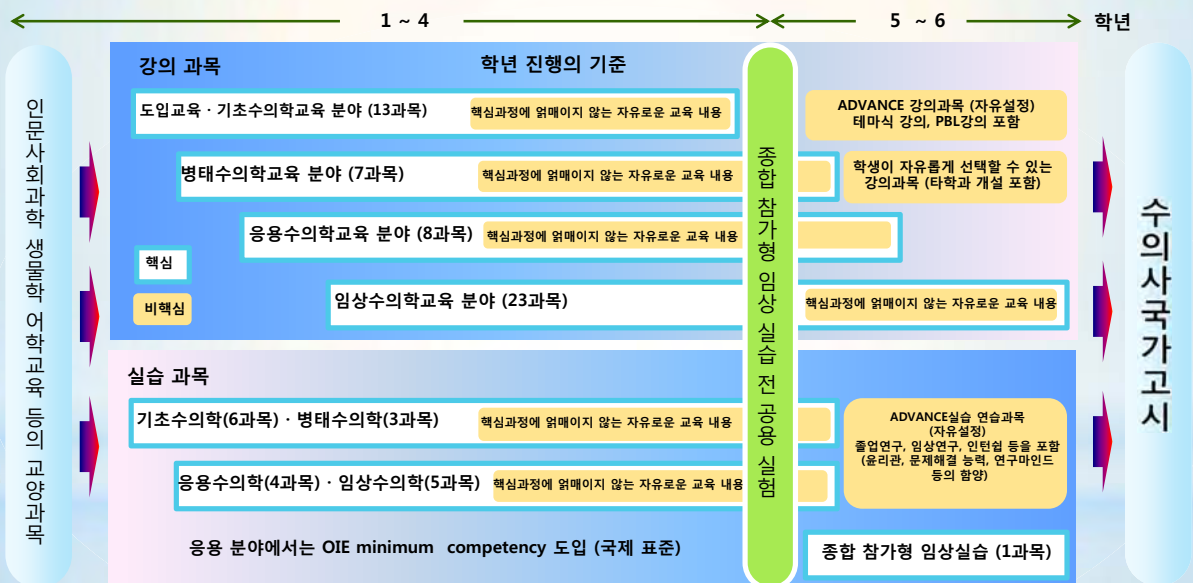 1 ~ 4
5 ~ 6
학년
인문사회과학 생물학 어학교육 등의 교양과목
강의 과목
학년 진행의 기준
도입교육 · 기초수의학교육 분야 (13과목)
핵심과정에 얽매이지 않는 자유로운 교육 내용
병태수의학교육 분야 (7과목)
핵심과정에 얽매이지 않는 자유로운 교육 내용
응용수의학교육 분야 (8과목)
핵심과정에 얽매이지 않는 자유로운 교육 내용
핵심
비핵심
임상수의학교육 분야 (23과목)
핵심과정에 얽매이지 않는 자유로운 교육 내용
ADVANCE 강의과목 (자유설정)
테마식 강의, PBL강의 포함
학생이 자유롭게 선택할 수 있는
강의과목 (타학과 개설 포함)
종합 참가형 임상 실습 전 공용 실험
실습 과목
기초수의학(6과목) · 병태수의학(3과목)
핵심과정에 얽매이지 않는 자유로운 교육 내용
응용수의학(4과목) · 임상수의학(5과목)
핵심과정에 얽매이지 않는 자유로운 교육 내용
응용 분야에서는 OIE minimum competency 도입 (국제 표준)
ADVANCE실습 연습과목
(자유설정)
졸업연구, 임상연구, 인턴쉽 등을 포함
(윤리관, 문제해결 능력, 연구마인드
등의 함양)
종합 참가형 임상실습 (1과목)
수의사국가고시